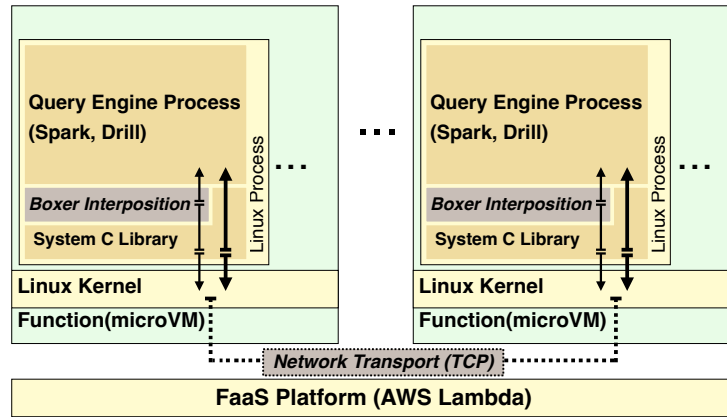 Query Engine Process
(Spark, Drill)
Boxer Interposition
System C Library
Linux Process
...
Linux Kernel
Function(microVM)
...
Query Engine Process
(Spark, Drill)
Boxer Interposition
System C Library
Linux Process
...
Linux Kernel
Function(microVM)
Network Transport (TCP)
FaaS Platform (AWS Lambda)